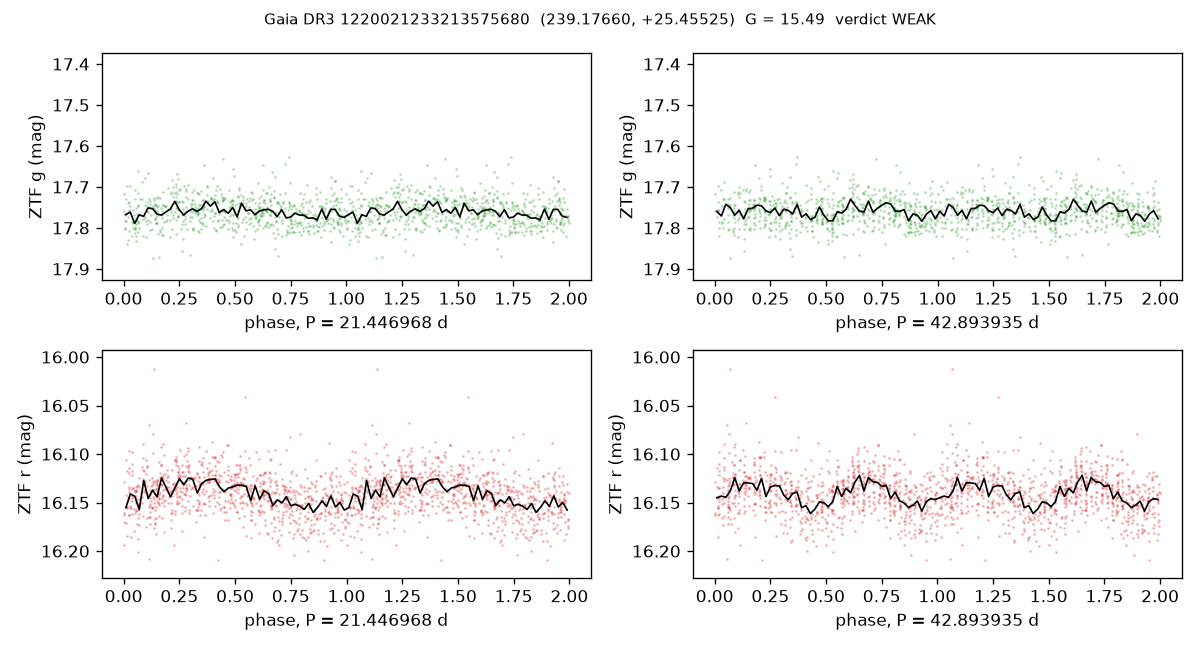 Gaia DR3 1220021233213575680  (239.17660, +25.45525)  G = 15.49  verdict WEAK
ZTF g (mag)
17.4
17.5
17.6
17.7
17.8
17.9
0.00 0.25 0.50 0.75 1.00 1.25 1.50 1.75 2.00
phase, P = 21.446968 d
ZTF g (mag)
17.4
17.5
17.6
17.7
17.8
17.9
0.00 0.25 0.50 0.75 1.00 1.25 1.50 1.75 2.00
phase, P = 42.893935 d
ZTF r (mag)
16.00
16.05
16.10
16.15
16.20
0.00 0.25 0.50 0.75 1.00 1.25 1.50 1.75 2.00
phase, P = 21.446968 d
ZTF r (mag)
16.00
16.05
16.10
16.15
16.20
0.00 0.25 0.50 0.75 1.00 1.25 1.50 1.75 2.00
phase, P = 42.893935 d